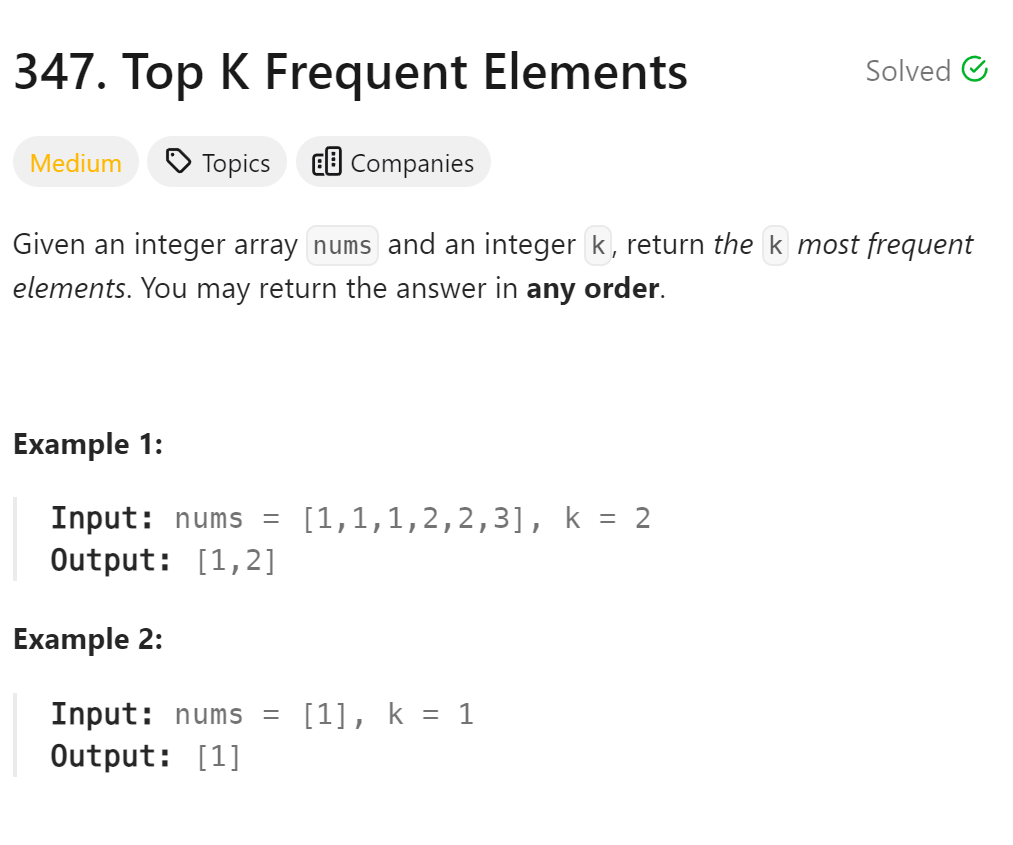 347. Top K Frequent Elements
Solved
Medium
Topics
Companies
Given an integer array nums and an integer k, return the k most frequent
elements. You may return the answer in any order.
Example 1:
Input: nums = [1,1,1,2,2,3], k = 2
Output: [1,2]
Example 2:
Input: nums = [1], k = 1
Output: [1]